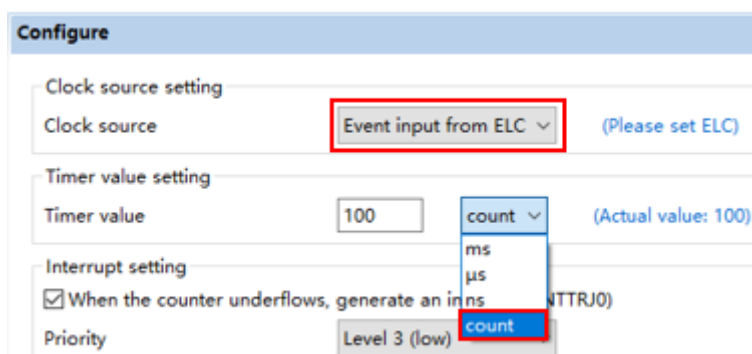 Configure
Clock source setting
Clock source Event input from ELC (Please set ELC)
Timer value setting
Timer value 100 count (Actual value: 100)
ms
Interrupt setting
µs
When the counter underflows, generate an in ns NTTRJ0)
count
Priority Level 3 (low)